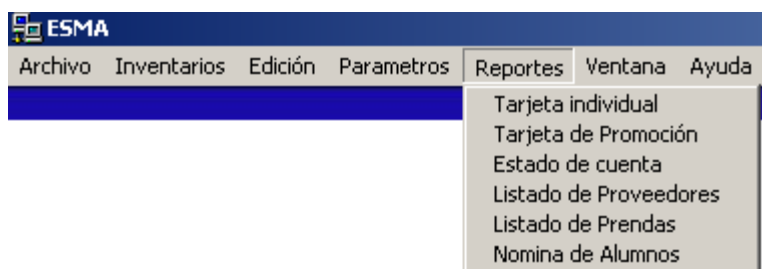 ESMA
Archivo Inventarios Edición Parametros Reportes Ventana Ayuda
Tarjeta individual
Tarjeta de Promoción
Estado de cuenta
Listado de Proveedores
Listado de Prendas
Nomina de Alumnos